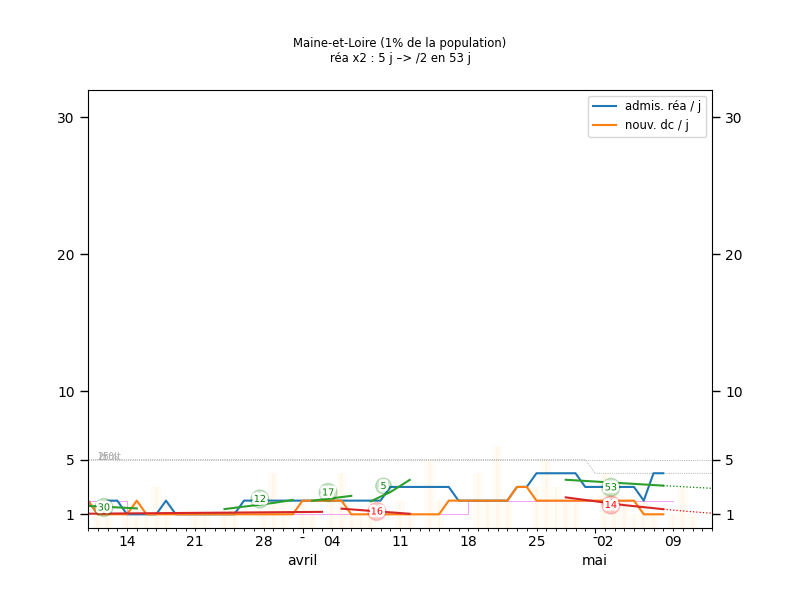 Maine-et-Loire (1% de la population)
réa x2 : 5 j –> /2 en 53 j
admis. réa / j
nouv. dc / j
30 30
20 20
10 10
5 5
1 1
30 12 17 5 16 53 14
14 21 28 04 11 18 25 02 09
avril mai